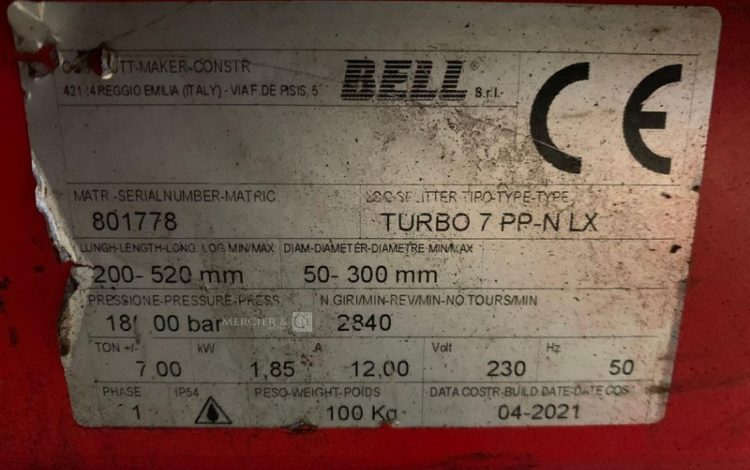 BELL S.r.l.
TT-MAKER-CONSTR
REGGIO EMILIA (ITALY) - VIA F. DE PISIS, 5
CE
MATR.-SERIALNUMBER-MATRIC. LOG SPLITTER TIPO-TYPE-TYPE
801778 TURBO 7 PP-N LX
LUNGH-LENGTH-LONG. LOG MIN/MAX DIAM-DIAMETER-DIAMETRE MIN/MAX
200- 520 mm 50- 300 mm
PRESSIONE-PRESSURE-PRESS. N.GIRI/MIN-REV/MIN-NO.TOURS/MIN
00 bar 2840
MERCIER &
TON +/- kW A Volt Hz
7,00 1,85 12,00 230 50
PHASE IP54 PESO-WEIGHT-POIDS DATA COSTR-BUILD DATE-DATE COS
1 100 Kg 04-2021